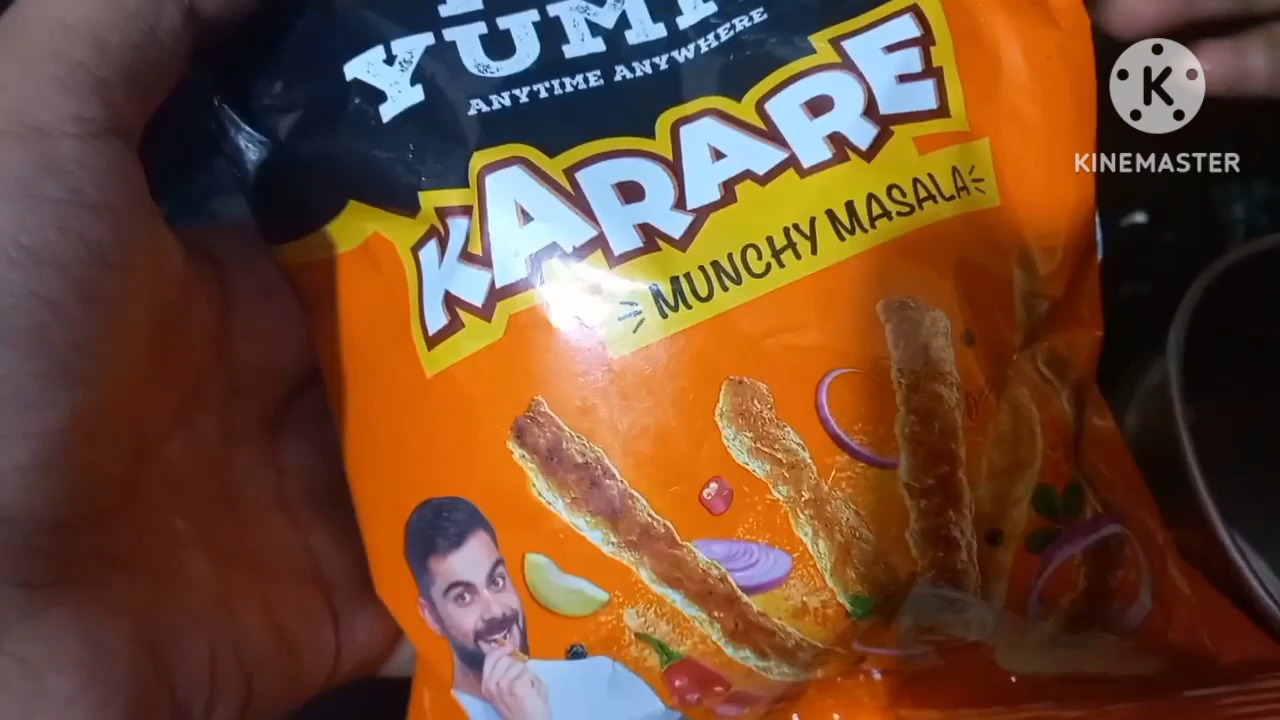 ANYTIME ANYWHERE
KARARE
MUNCHY MASALA
K
KINEMASTER